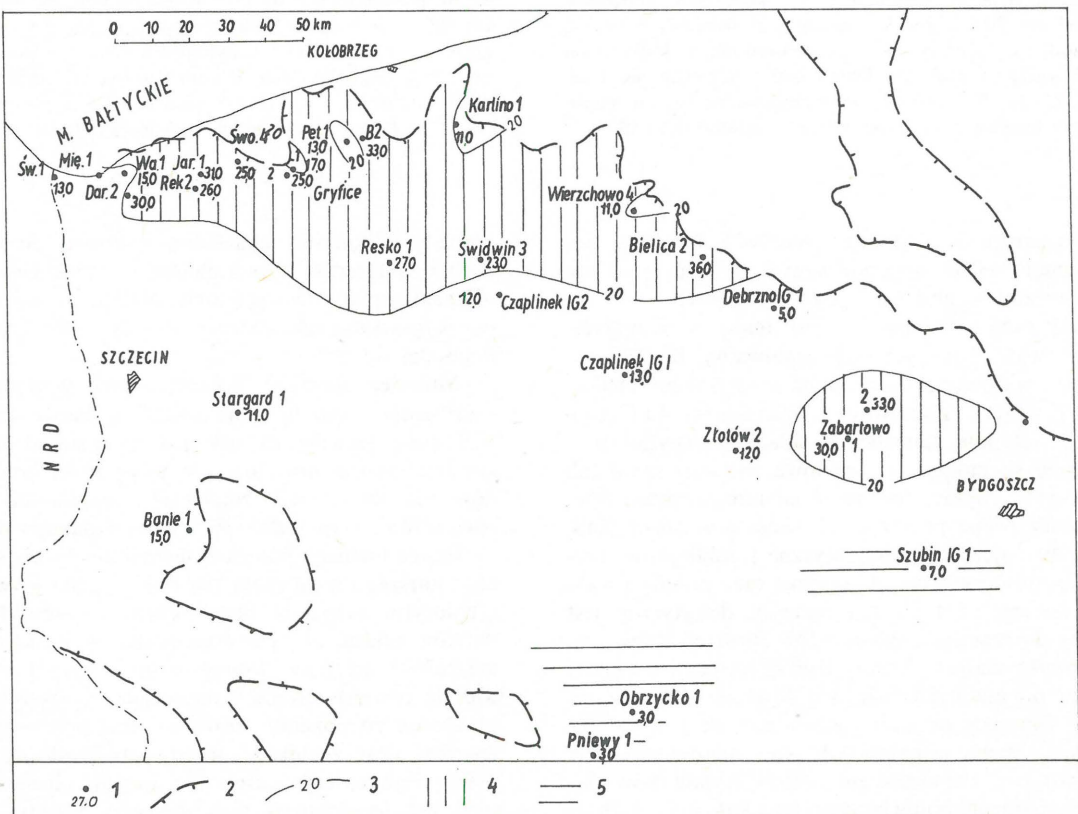 0 10 20 30 40 50 km
KOŁOBRZEG
M. BAŁTYCKIE
Karlino 1
11,0
20
Św.1
13,0
Mię.1
Dar.2
Wa.1
15,0
30,0
Jar.1
31,0
Rek2
26,0
Świo.4
25,0
20
Pet1
13,0
B2
33,0
20
1
17,0
2
25,0
Gryfice
Wierzchowo 4
11,0
20
Bielica 2
36,0
Resko 1
27,0
Świdwin 3
23,0
12,0
Czaplinek IG2
20
Debrzno IG 1
5,0
SZCZECIN
Czaplinek IG I
13,0
Stargard 1
11.0
NRD
Złotów 2
12,0
2
33,0
Zabartowo
30,0
1
20
BYDGOSZCZ
Banie 1
15,0
Szubin IG 1
7,0
Obrzycko 1
3,0
Pniewy 1
3,0
27.0 1 2 20 3 4 5